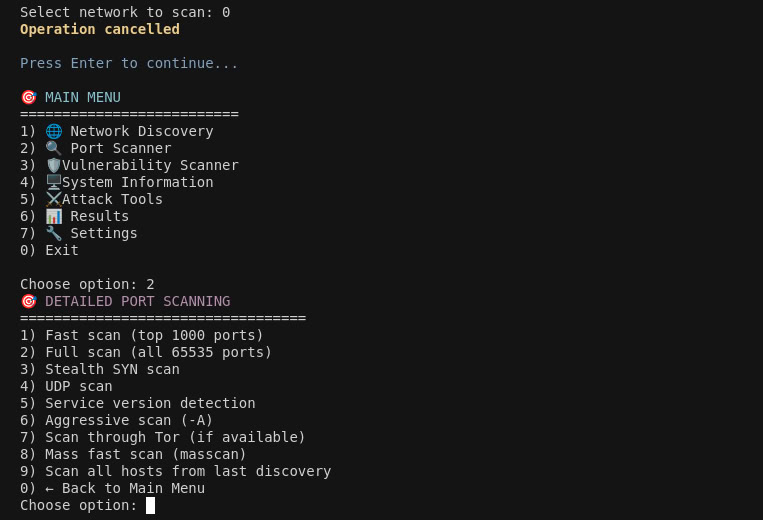 Select network to scan: 0
Operation cancelled
Press Enter to continue...
🎯 MAIN MENU
==========================
1) 🌐 Network Discovery
2) 🔍 Port Scanner
3) 🛡️Vulnerability Scanner
4) 🖥️System Information
5) ⚔️Attack Tools
6) 📊 Results
7) 🔧 Settings
0) Exit
Choose option: 2
🎯 DETAILED PORT SCANNING
==================================
1) Fast scan (top 1000 ports)
2) Full scan (all 65535 ports)
3) Stealth SYN scan
4) UDP scan
5) Service version detection
6) Aggressive scan (-A)
7) Scan through Tor (if available)
8) Mass fast scan (masscan)
9) Scan all hosts from last discovery
0) ← Back to Main Menu
Choose option: